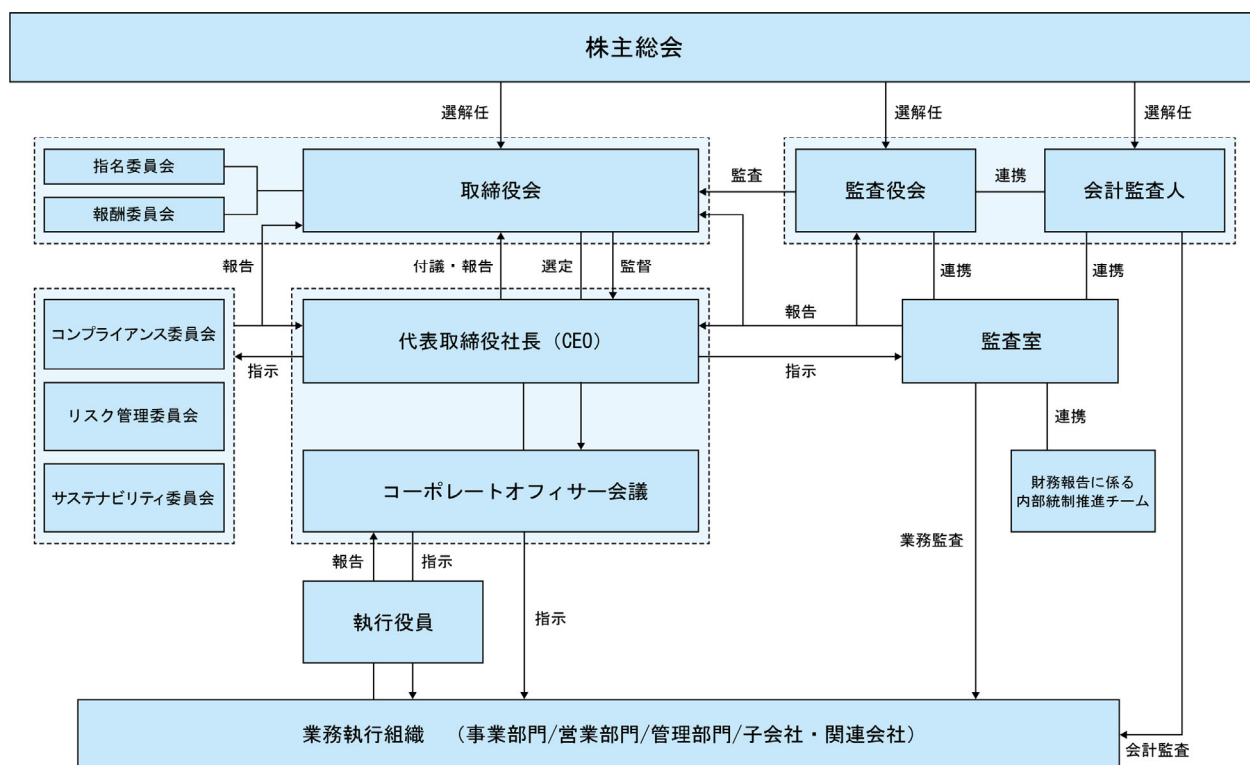 株主総会
選解任
選解任
選解任
指名委員会
報酬委員会
取締役会
監査
監査役会
連携
会計監査人
報告
付議・報告
選定
監督
連携
連携
コンプライアンス委員会
リスク管理委員会
サステナビリティ委員会
指示
代表取締役社長（CEO）
報告
指示
監査室
コーポレートオフィサー会議
連携
財務報告に係る
内部統制推進チーム
業務監査
報告
指示
執行役員
指示
業務執行組織　（事業部門/営業部門/管理部門/子会社・関連会社）
会計監査